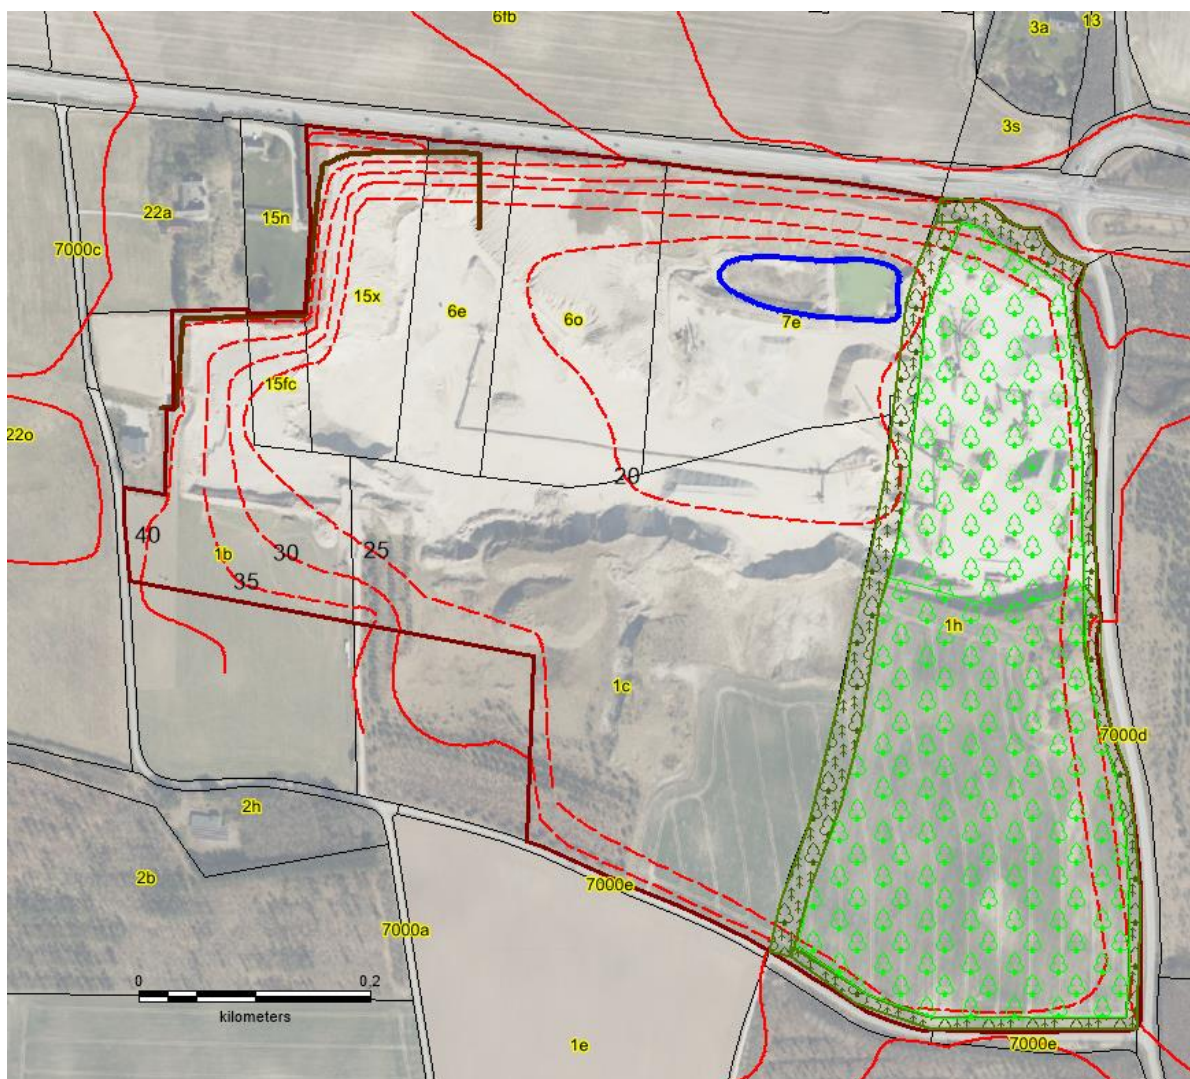 6fb
3a
13
3s
22a
15n
7000c
15x
6e
6o
7e
15fc
22o
20
40
1b
30
25
35
1h
1c
7000d
2h
2b
7000e
7000a
0
0,2
kilometers
1e
7000e